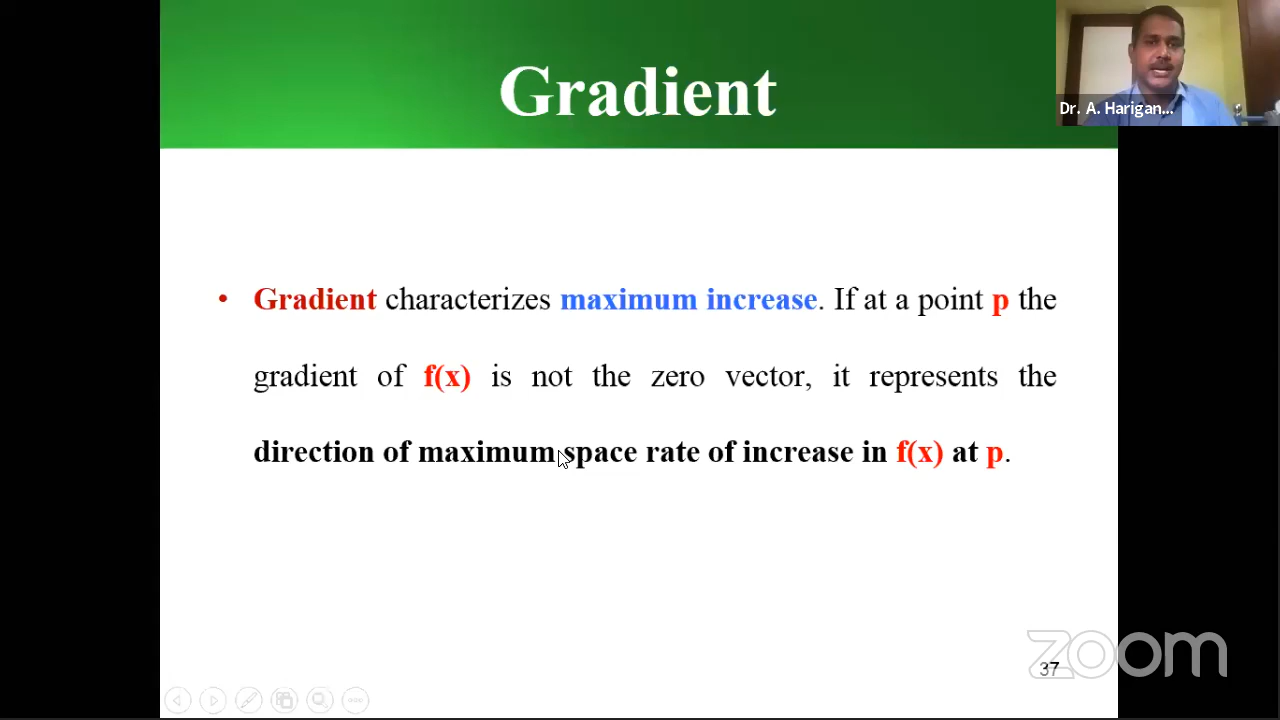 Gradient
Dr. A. Harigan...
• Gradient characterizes maximum increase. If at a point p the
gradient of f(x) is not the zero vector, it represents the
direction of maximum space rate of increase in f(x) at p.
zoom
37